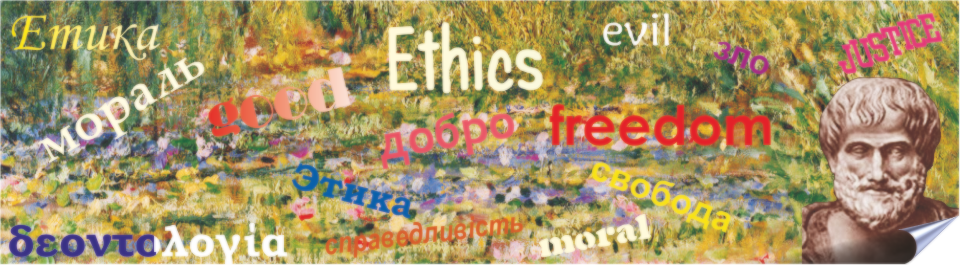 Етика
мораль
good
Ethics
evil
зло
JUSTICE
добро
freedom
Этика
свобода
δεοντολογία
справедливість
moral